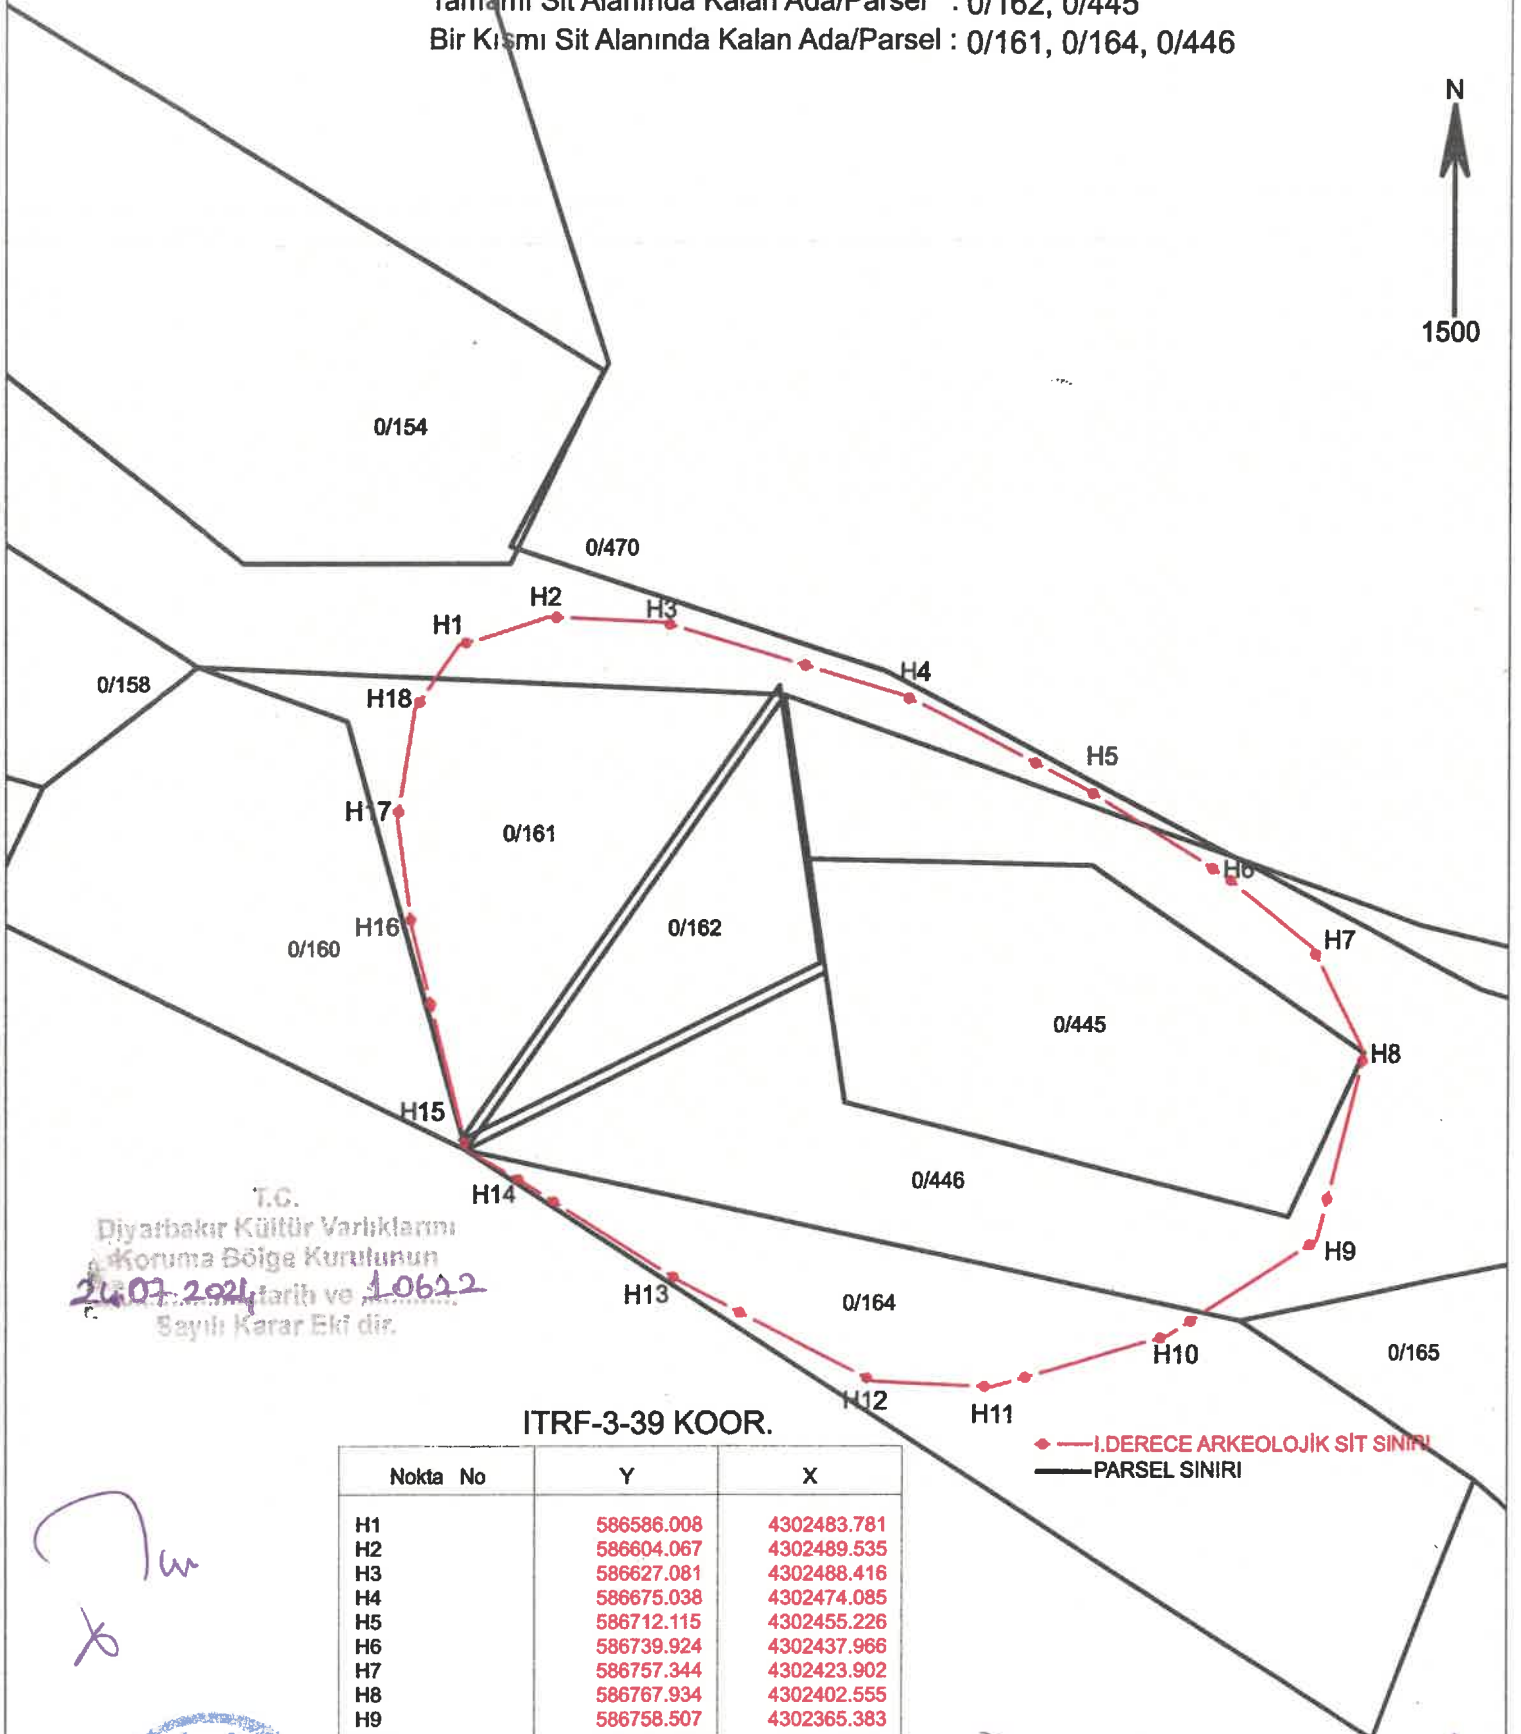 Tamamı Sit Alanında Kalan Ada/Parsel : 0/162, 0/445
Bir Kısmı Sit Alanında Kalan Ada/Parsel : 0/161, 0/164, 0/446
N
1500
0/154
0/470
H1
H2
H3
H4
0/158
H18
H5
H17
0/161
H6
H16
0/160
0/162
H7
0/445
H8
H15
H14
0/446
H9
T.C.
Diyarbakır Kültür Varlıklarını
Koruma Bölge Kurulunun
24.07.2024 tarih ve 10622
Sayılı Karar Eki dir.
H13
0/164
H10
0/165
H12
H11
I.DERECE ARKEOLOJİK SİT SINIRI
PARSEL SINIRI
ITRF-3-39 KOOR.
Nokta No Y X
H1 586586.008 4302483.781
H2 586604.067 4302489.535
H3 586627.081 4302488.416
H4 586675.038 4302474.085
H5 586712.115 4302455.226
H6 586739.924 4302437.966
H7 586757.344 4302423.902
H8 586767.934 4302402.555
H9 586758.507 4302365.383